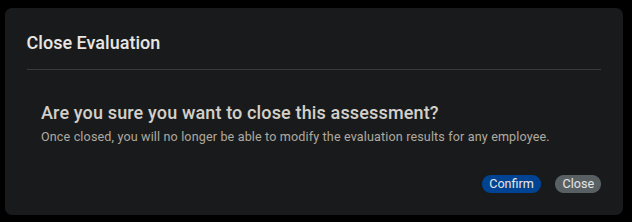 Close Evaluation
Are you sure you want to close this assessment?
Once closed, you will no longer be able to modify the evaluation results for any employee.
Confirm Close